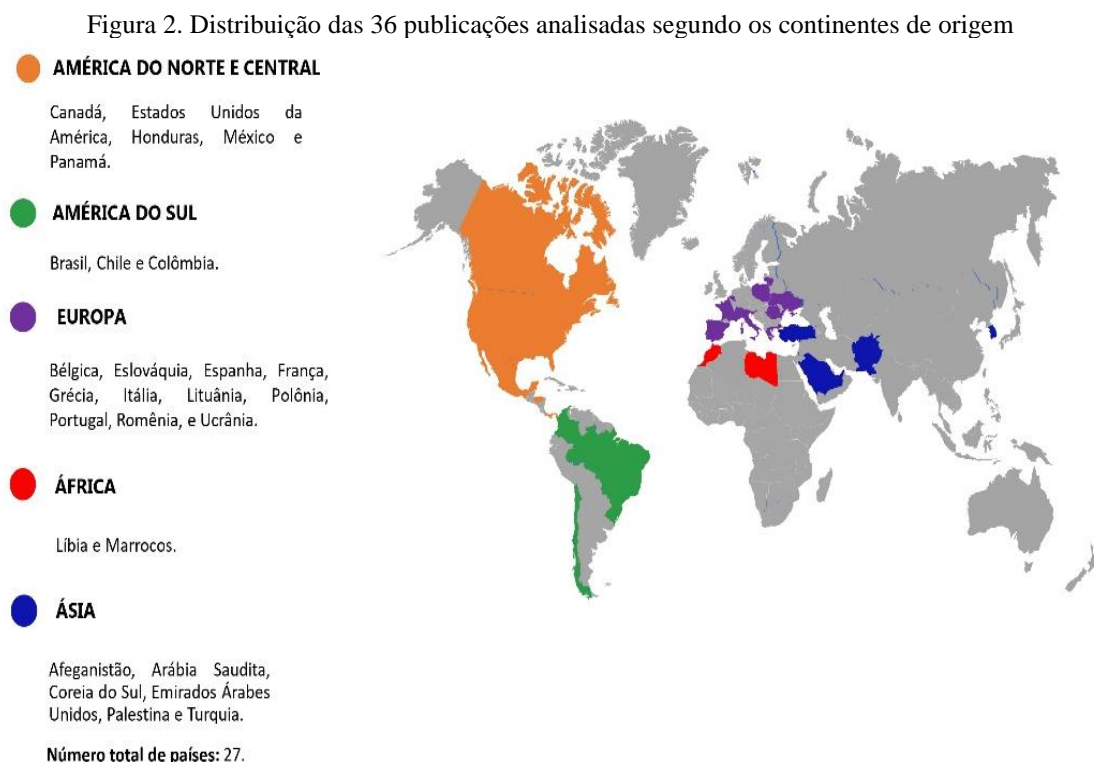 Figura 2. Distribuição das 36 publicações analisadas segundo os continentes de origem
AMÉRICA DO NORTE E CENTRAL
Canadá, Estados Unidos da
América, Honduras, México e
Panamá.
AMÉRICA DO SUL
Brasil, Chile e Colômbia.
EUROPA
Bélgica, Eslováquia, Espanha, França,
Grécia, Itália, Lituânia, Polônia,
Portugal, Romênia, e Ucrânia.
ÁFRICA
Líbia e Marrocos.
ÁSIA
Afeganistão, Arábia Saudita,
Coreia do Sul, Emirados Árabes
Unidos, Palestina e Turquia.
Número total de países: 27.